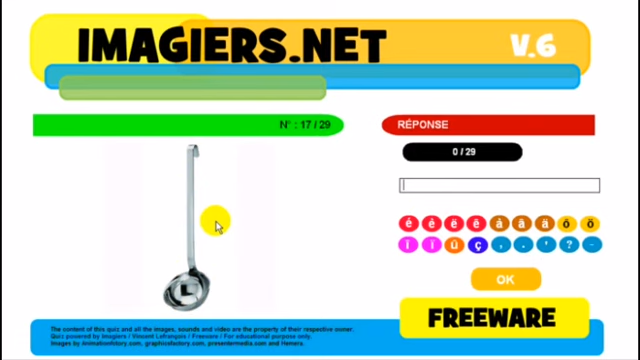 IMAGIERS.NET
V.6
N° : 17 / 29
RÉPONSE
0 / 29
é è ê ë à â ä ô ö
î ï û ç , . ' ? -
OK
FREEWARE
The content of this quiz and all the images, sounds and video are the property of their respective owner.
Quiz powered by Imagiers / Vincent Lefrançais / Freeware / For educational purpose only.
Images by Animationfactory.com, graphicsfactory.com, presentermedia.com and Hemera.